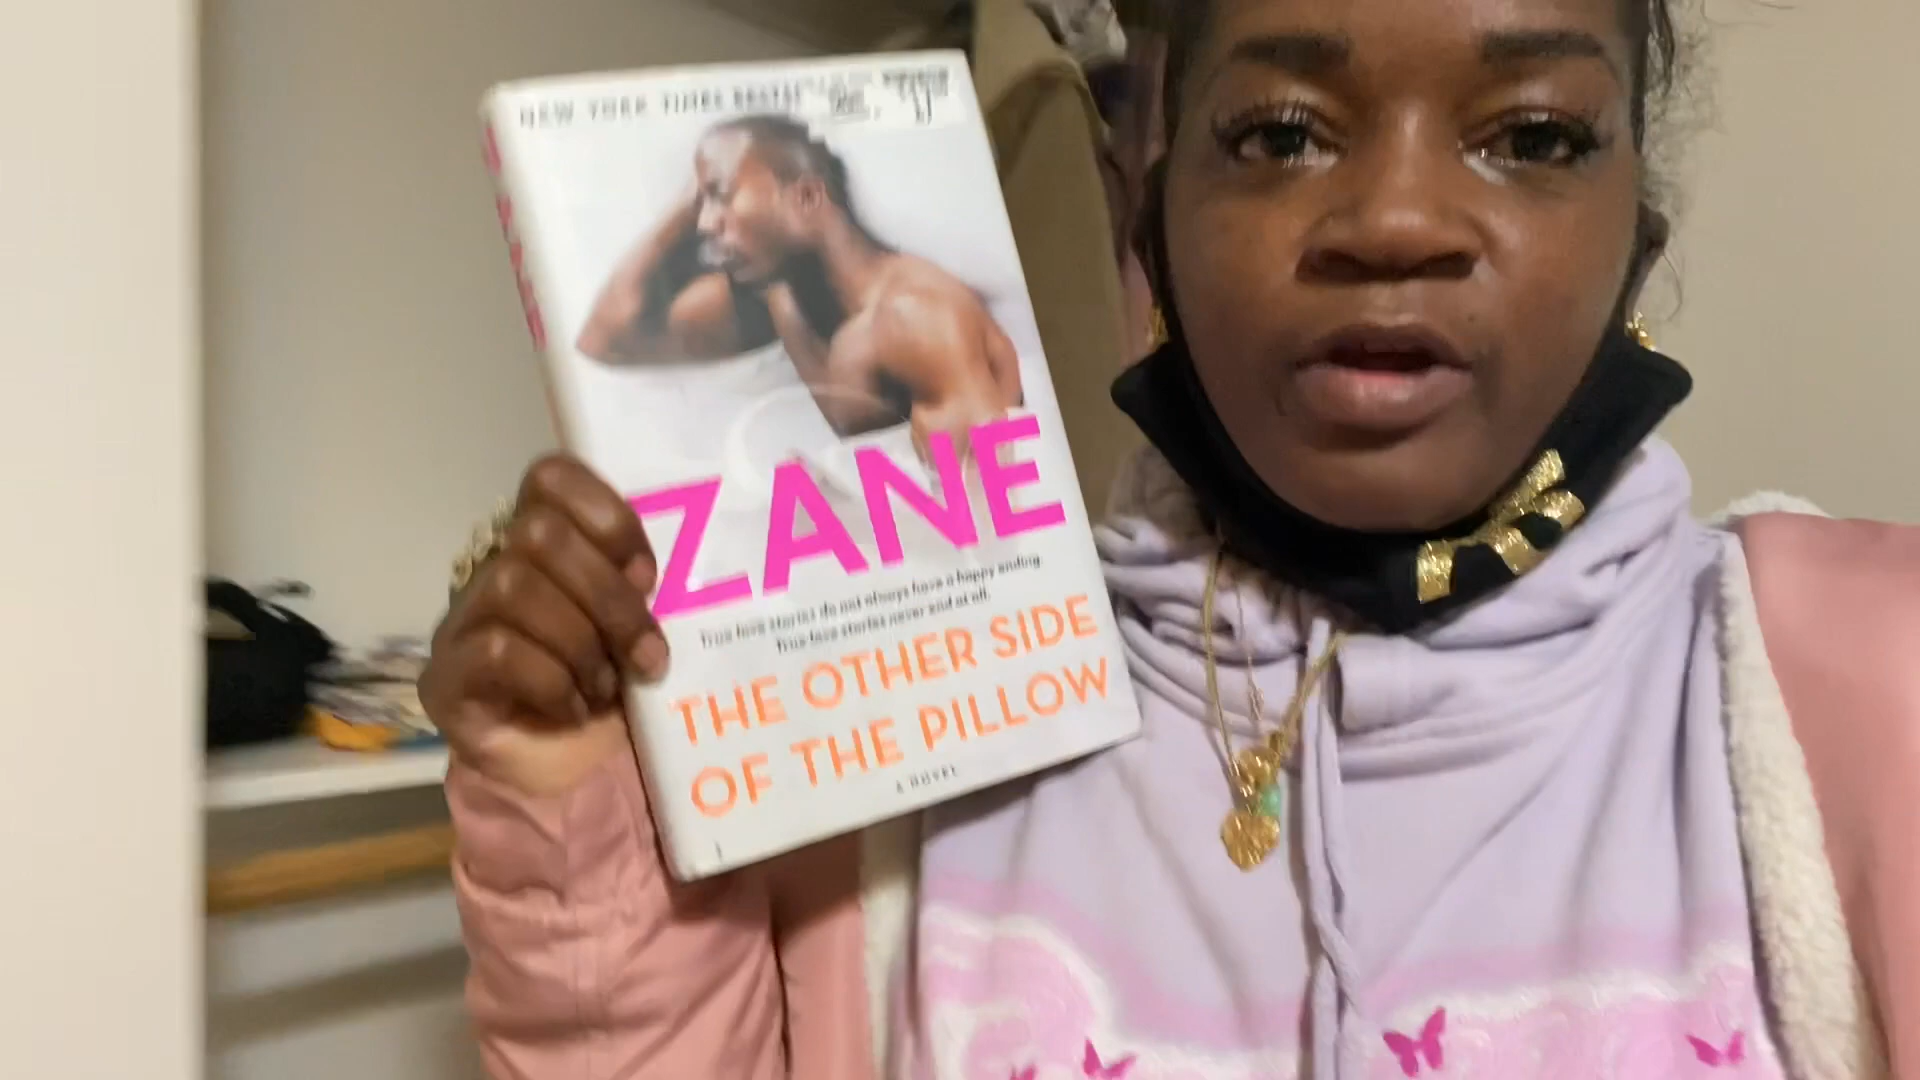 NEW YORK TIMES BESTSE
ZANE
True love stories do not always have a happy ending.
True love stories never end at all.
THE OTHER SIDE
OF THE PILLOW
A NOVEL